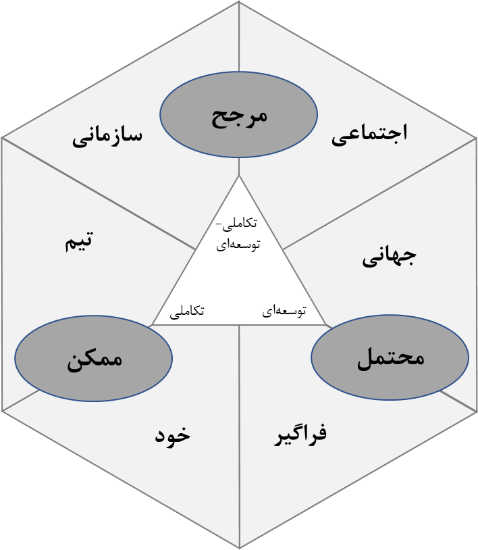 مرجح
اجتماعی
سازمانی
تکاملی-
توسعه‌ای
جهانی
تیم
توسعه‌ای
تکاملی
محتمل
ممکن
فراگیر
خود